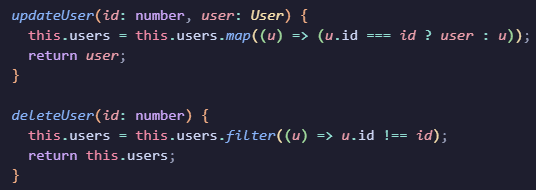 updateUser(id: number, user: User) {
  this.users = this.users.map((u) => (u.id === id ? user : u));
  return user;
}

deleteUser(id: number) {
  this.users = this.users.filter((u) => u.id !== id);
  return this.users;
}